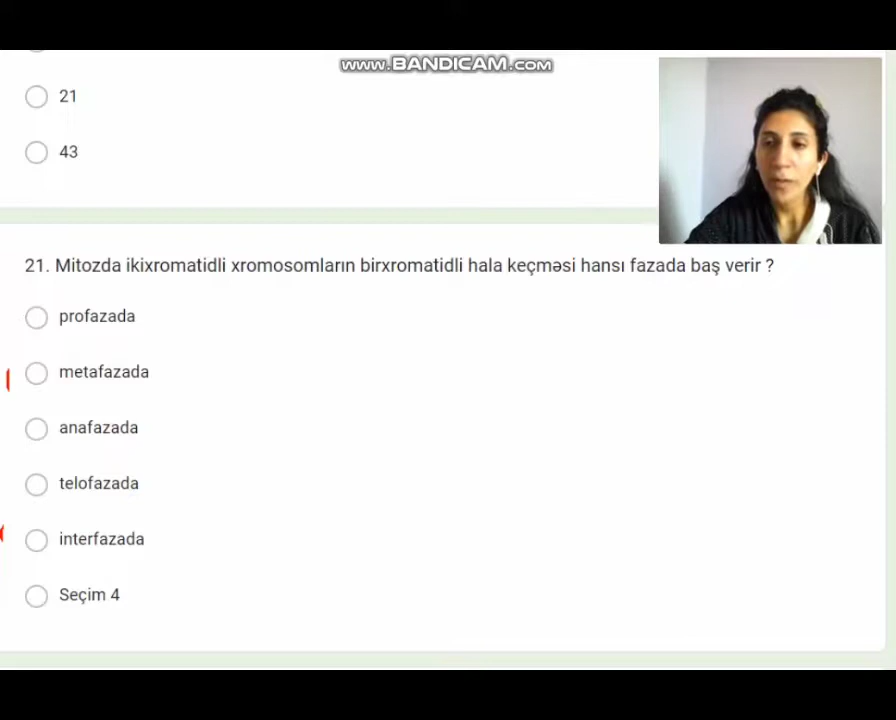 www.BANDICAM.com
21
43
21. Mitozda ikixromatidli xromosomların birxromatidli hala keçməsi hansı fazada baş verir ?
profazada
metafazada
anafazada
telofazada
interfazada
Seçim 4